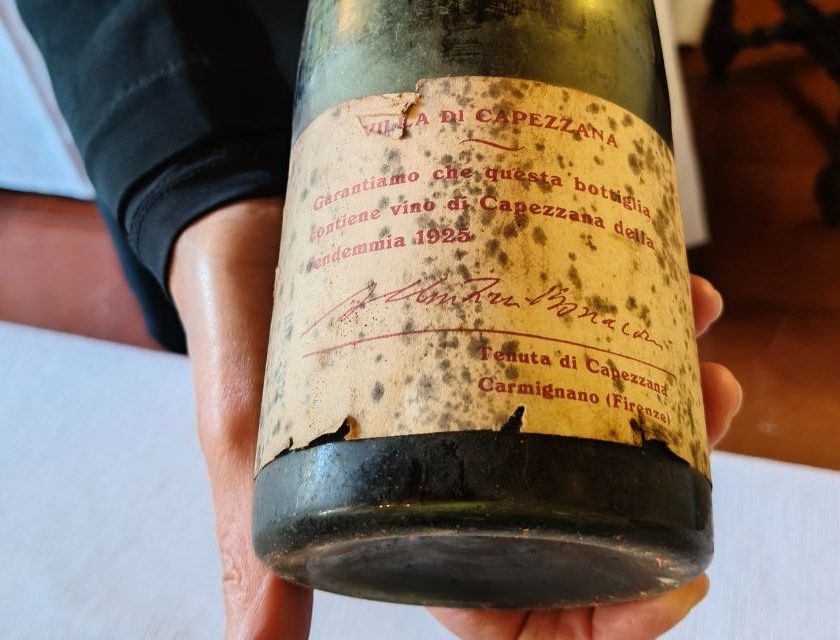 VILLA DI CAPEZZANA
Garantiamo che questa bottiglia
contiene vino di Capezzana della
vendemmia 1925
Bonacossi
Tenuta di Capezzana
Carmignano (Firenze)